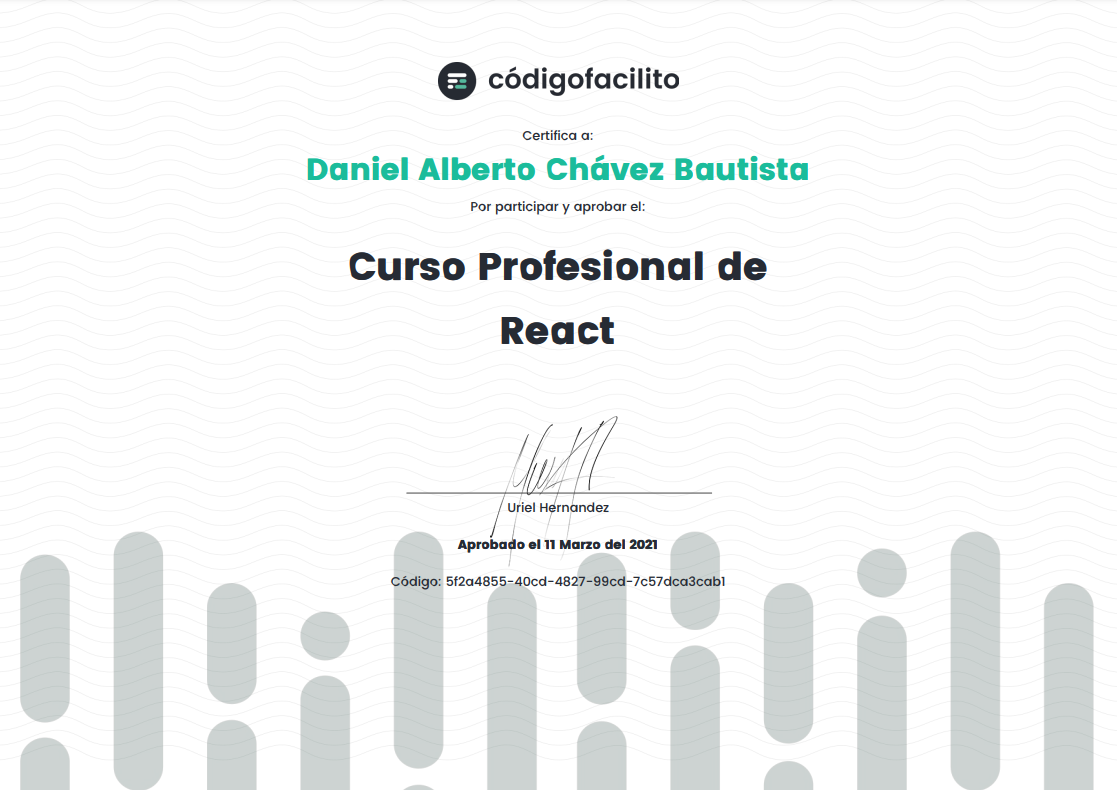 códigofacilito
Certifica a:
Daniel Alberto Chávez Bautista
Por participar y aprobar el:
Curso Profesional de
React
Uriel Hernandez
Aprobado el 11 Marzo del 2021
Código: 5f2a4855-40cd-4827-99cd-7c57dca3cab1